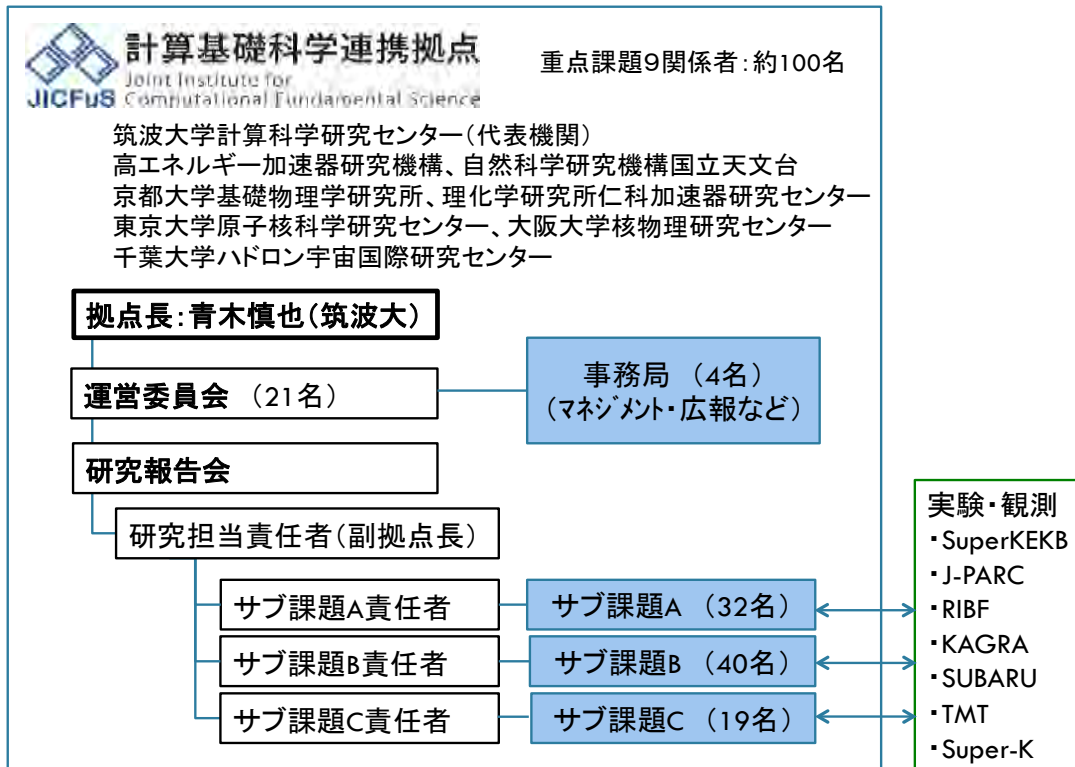 計算基礎科学連携拠点
Joint Institute for
JICFuS Computational Fundamental Science
重点課題9関係者:約100名
筑波大学計算科学研究センター(代表機関)
高エネルギー加速器研究機構、自然科学研究機構国立天文台
京都大学基礎物理学研究所、理化学研究所仁科加速器研究センター
東京大学原子核科学研究センター、大阪大学核物理研究センター
千葉大学ハドロン宇宙国際研究センター
拠点長:青木慎也(筑波大)
運営委員会 (21名)
事務局 (4名)
(マネジメント・広報など)
研究報告会
研究担当責任者(副拠点長)
サブ課題A責任者
サブ課題A (32名)
サブ課題B責任者
サブ課題B (40名)
サブ課題C責任者
サブ課題C (19名)
実験・観測
・SuperKEKB
・J-PARC
・RIBF
・KAGRA
・SUBARU
・TMT
・Super-K